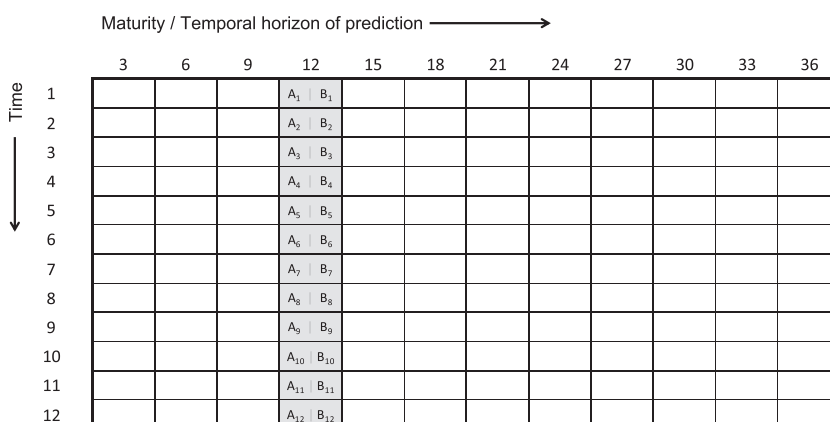 Maturity / Temporal horizon of prediction
3 6 9 12 15 18 21 24 27 30 33 36
Time
1 A₁ | B₁
2 A₂ | B₂
3 A₃ | B₃
4 A₄ | B₄
5 A₅ | B₅
6 A₆ | B₆
7 A₇ | B₇
8 A₈ | B₈
9 A₉ | B₉
10 A₁₀ | B₁₀
11 A₁₁ | B₁₁
12 A₁₂ | B₁₂